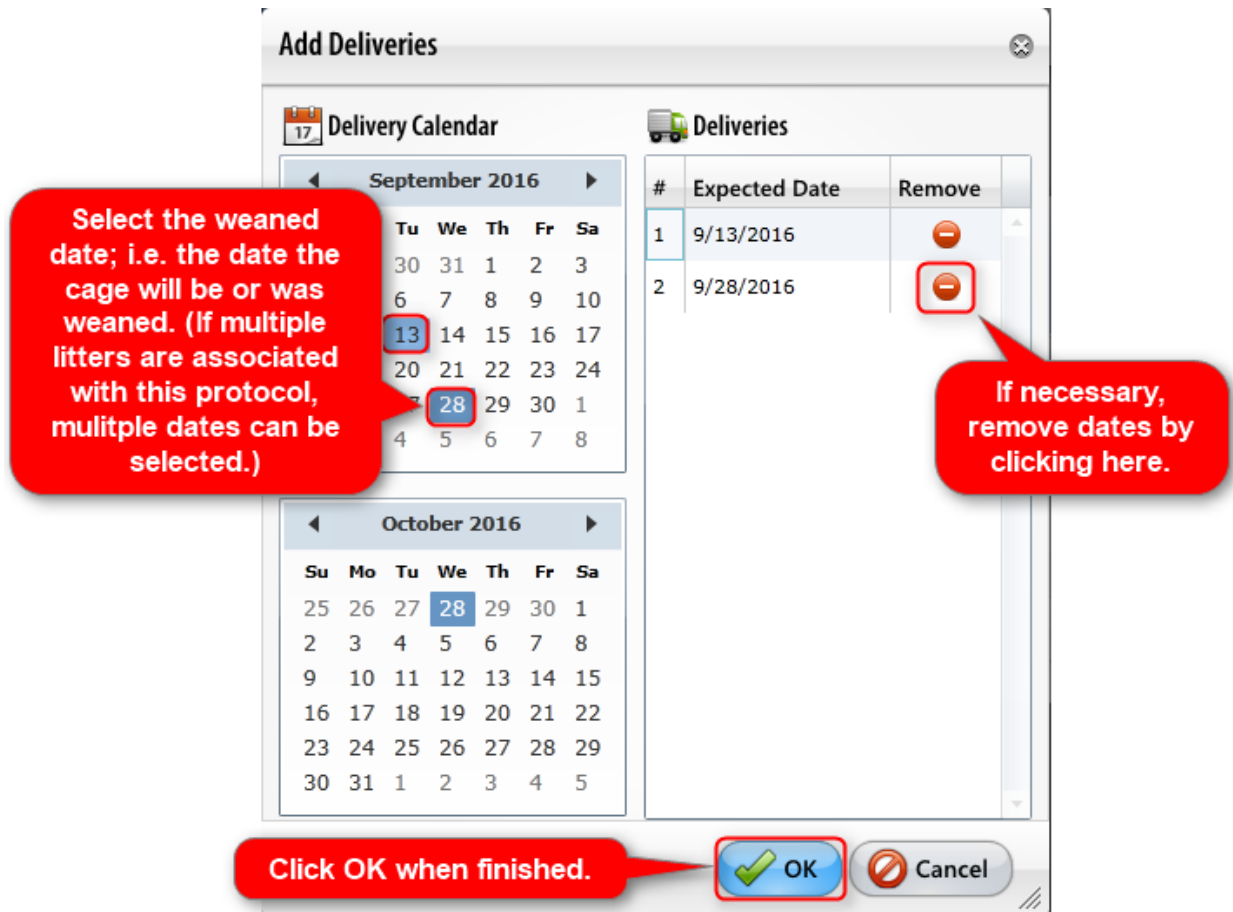 Add Deliveries
17 Delivery Calendar
September 2016
Tu We Th Fr Sa
30 31 1 2 3
6 7 8 9 10
13 14 15 16 17
20 21 22 23 24
28 29 30 1
4 5 6 7 8
Select the weaned
date; i.e. the date the
cage will be or was
weaned. (If multiple
litters are associated
with this protocol,
mulitple dates can be
selected.)
October 2016
Su Mo Tu We Th Fr Sa
25 26 27 28 29 30 1
2 3 4 5 6 7 8
9 10 11 12 13 14 15
16 17 18 19 20 21 22
23 24 25 26 27 28 29
30 31 1 2 3 4 5
Deliveries
# Expected Date Remove
1 9/13/2016
2 9/28/2016
If necessary,
remove dates by
clicking here.
Click OK when finished.
OK
Cancel